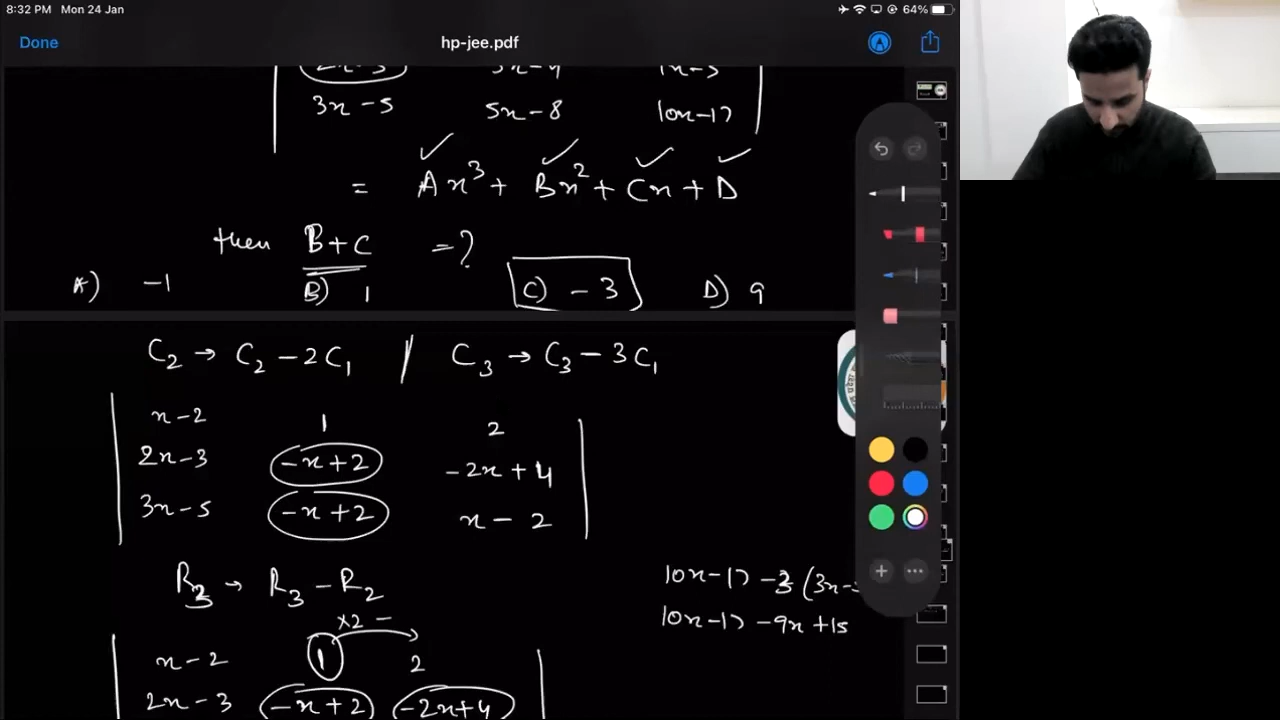 8:32 PM Mon 24 Jan 64%
Done hp-jee.pdf
3x - 4
3x - 5 5x - 8 10x - 17
= Ax³ + Bx² + Cx + D
then B + C = ?
A) -1 B) 1 C) - 3 D) 9
C₂ → C₂ - 2C₁ / C₃ → C₃ - 3C₁
x - 2 1 2
2x - 3 -x + 2 -2x + 4
3x - 5 -x + 2 x - 2
R₃ → R₃ - R₂
10x - 17 - 3 (3x -
10x - 17 - 9x + 15
x2 -
x - 2 1 2
2x - 3 -x + 2 -2x + 4